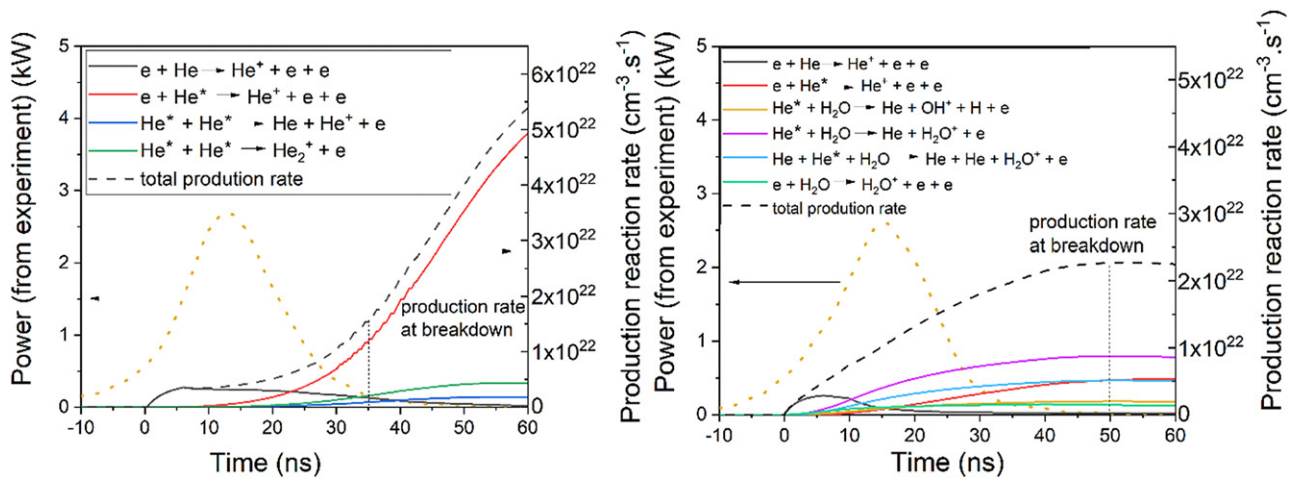 Power (from experiment) (kW)
5
4
3
2
1
0
e + He → He⁺ + e + e
e + He* → He⁺ + e + e
He* + He* ► He + He⁺ + e
He* + He* → He₂⁺ + e
total prodution rate
production rate
at breakdown
6x10²²
5x10²²
4x10²²
3x10²²
2x10²²
1x10²²
0
Production reaction rate (cm⁻³.s⁻¹)
-10 0 10 20 30 40 50 60
Time (ns)
Power (from experiment) (kW)
5
4
3
2
1
0
e + He → He⁺ + e + e
e + He* ► He⁺ + e + e
He* + H₂O → He + OH⁺ + H + e
He* + H₂O → He + H₂O⁺ + e
He + He* + H₂O ► He + He + H₂O⁺ + e
e + H₂O → H₂O⁺ + e + e
total prodution rate
production rate
at breakdown
5x10²²
4x10²²
3x10²²
2x10²²
1x10²²
0
Production reaction rate (cm⁻³.s⁻¹)
-10 0 10 20 30 40 50 60
Time (ns)